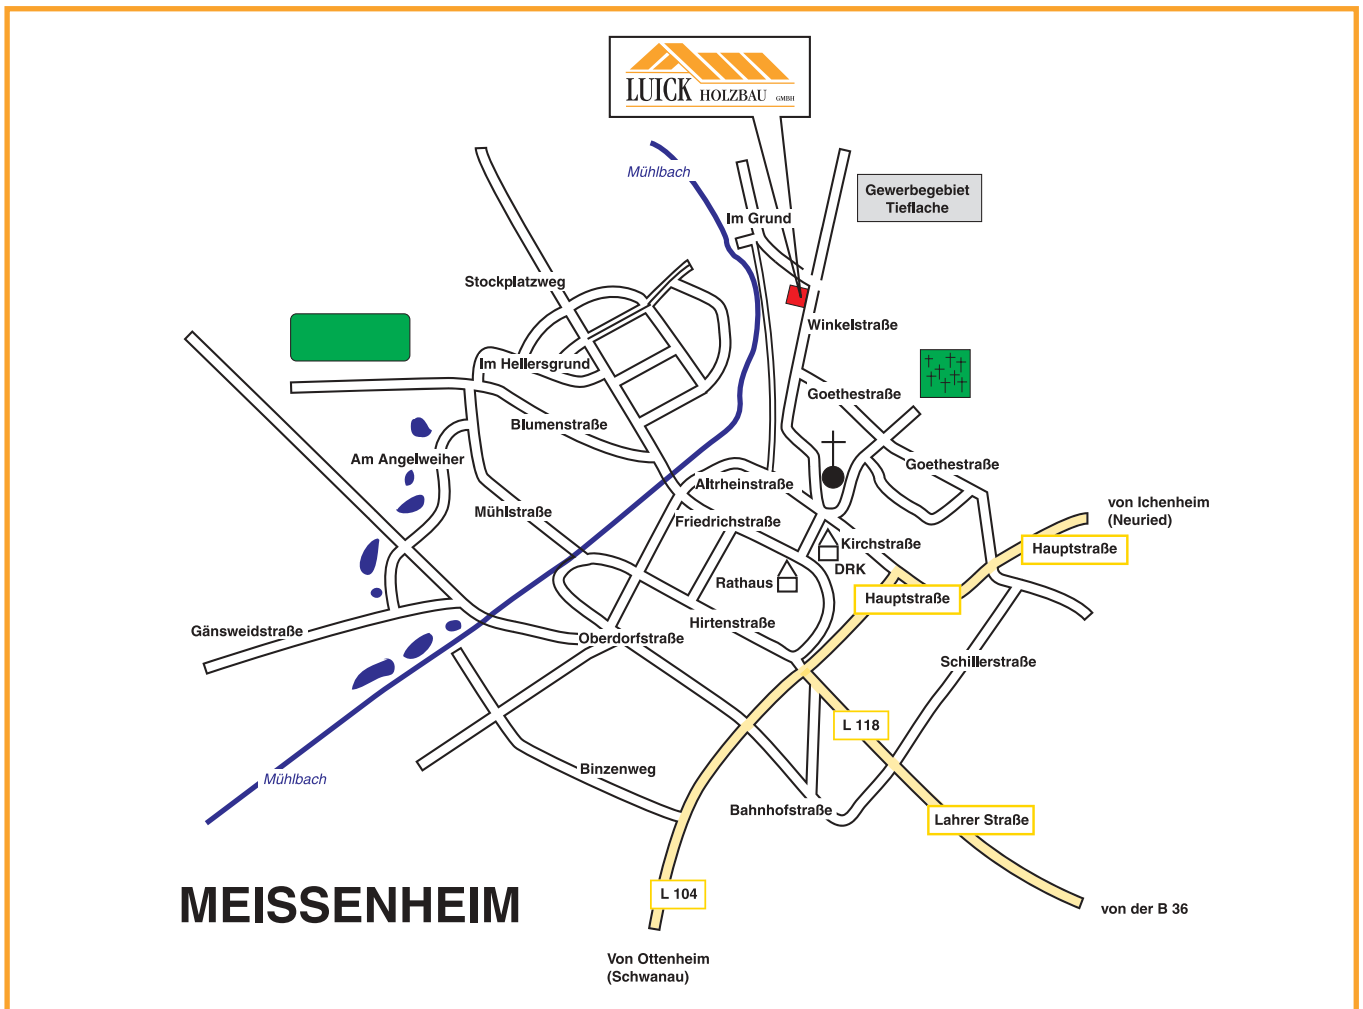 LUICK HOLZBAU GMBH
Mühlbach
Gewerbegebiet
Tieflache
Im Grund
Stockplatzweg
Winkelstraße
Im Hellersgrund
Goethestraße
Blumenstraße
Am Angelweiher
Goethestraße
Altrheinstraße
Mühlstraße
Friedrichstraße
von Ichenheim
(Neuried)
Kirchstraße
Hauptstraße
DRK
Rathaus
Hauptstraße
Gänsweidstraße
Hirtenstraße
Oberdorfstraße
Schillerstraße
L 118
Mühlbach
Binzenweg
Bahnhofstraße
Lahrer Straße
MEISSENHEIM
L 104
von der B 36
Von Ottenheim
(Schwanau)